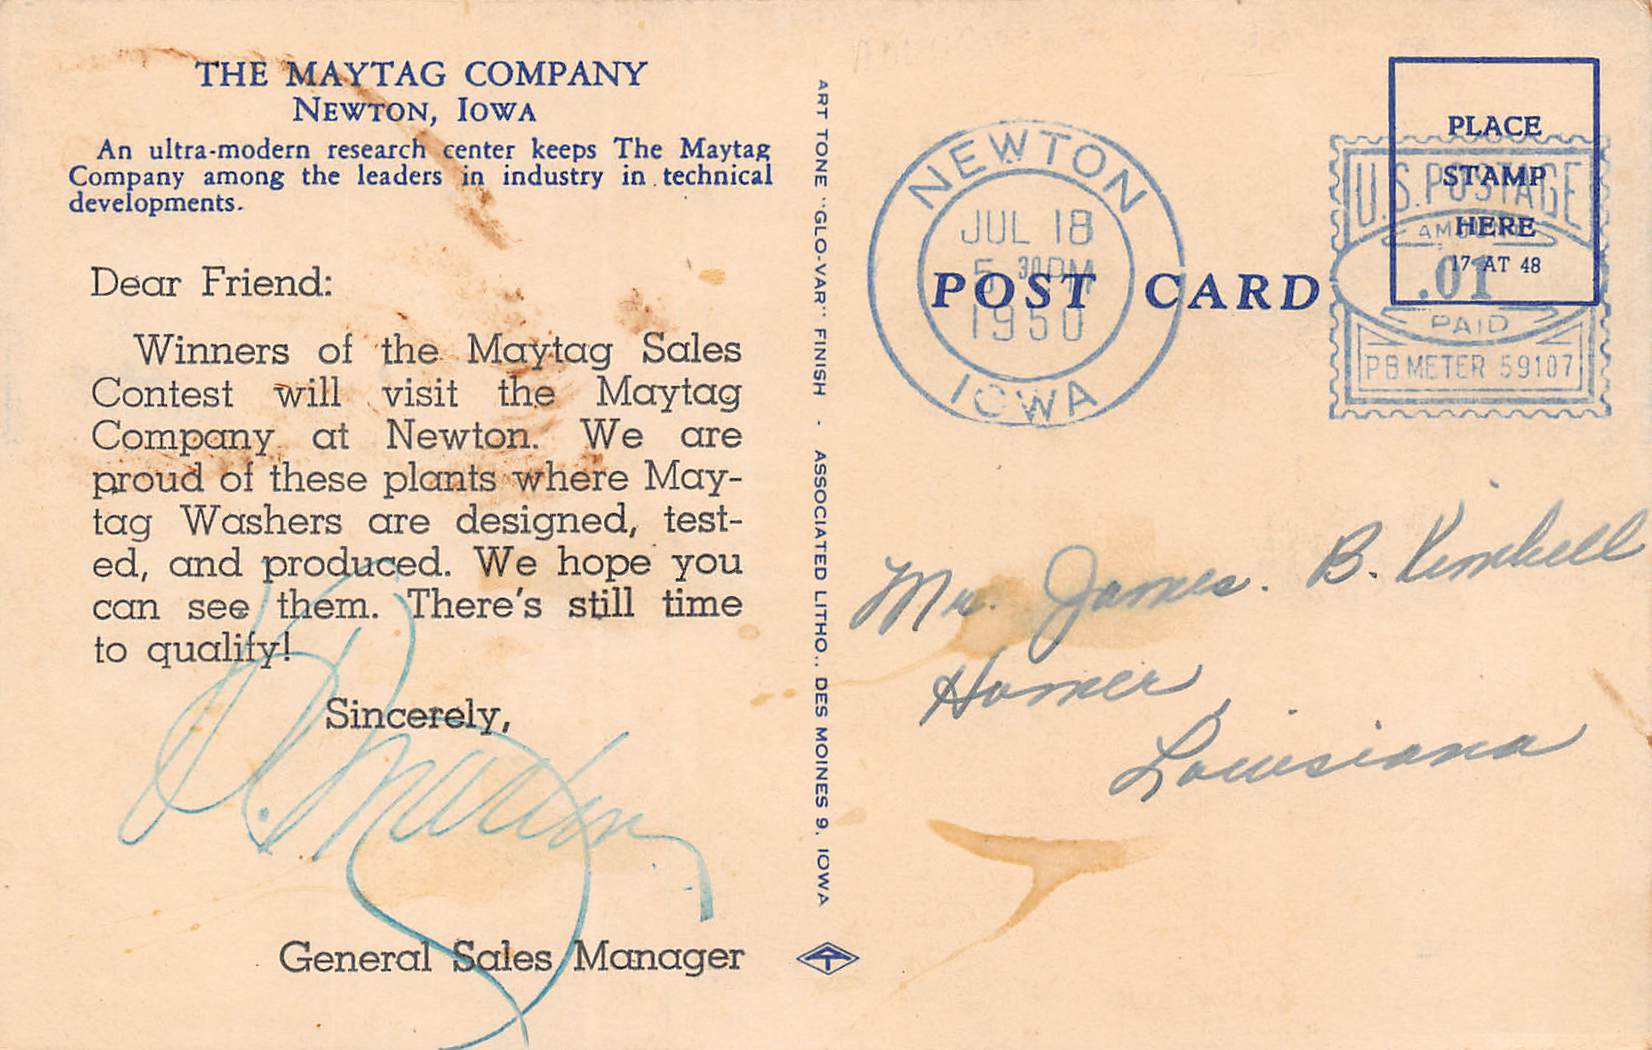 THE MAYTAG COMPANY
NEWTON, IOWA
An ultra-modern research center keeps The Maytag
Company among the leaders in industry in technical
developments.
Dear Friend:
Winners of the Maytag Sales
Contest will visit the Maytag
Company at Newton. We are
proud of these plants where May-
tag Washers are designed, test-
ed, and produced. We hope you
can see them. There's still time
to qualify!
Sincerely,
General Sales Manager
ART TONE "GLO-VAR" FINISH · ASSOCIATED LITHO., DES MOINES 9, IOWA
POST CARD
NEWTON
JUL 18
5 30 PM
1950
IOWA
PLACE
STAMP
HERE
17 AT 48
U.S. POSTAGE
AMOUNT
.01
PAID
PB METER 59107
James. B. Kimbell
Homer,
Louisiana